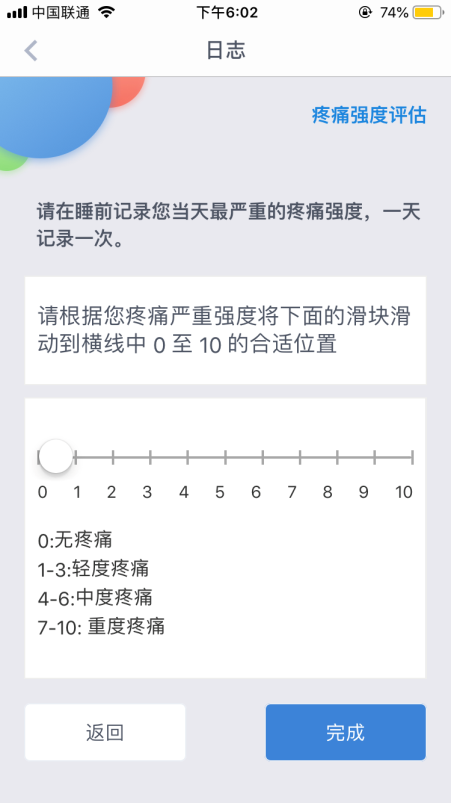 中国联通
下午6:02
74%
日志
疼痛强度评估
请在睡前记录您当天最严重的疼痛强度，一天
记录一次。
请根据您疼痛严重强度将下面的滑块滑
动到横线中 0 至 10 的合适位置
0 1 2 3 4 5 6 7 8 9 10
0:无疼痛
1-3:轻度疼痛
4-6:中度疼痛
7-10: 重度疼痛
返回
完成